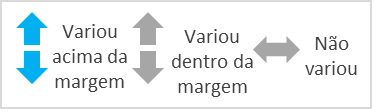 Variou
acima da
margem
Variou
dentro da
margem
Não
variou